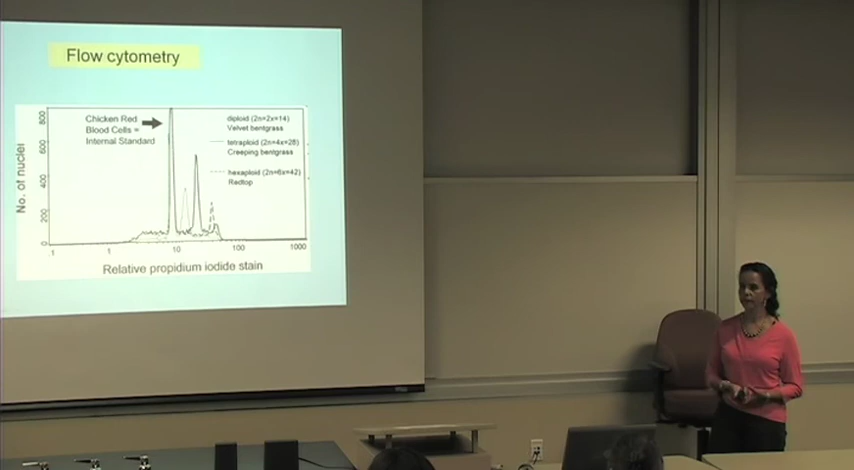 Flow cytometry
Chicken Red
Blood Cells =
Internal Standard
diploid (2n=2x=14)
Velvet bentgrass
tetraploid (2n=4x=28)
Creeping bentgrass
hexaploid (2n=6x=42)
Redtop
No. of nuclei
800
600
400
200
0
1
1
10
100
1000
Relative propidium iodide stain